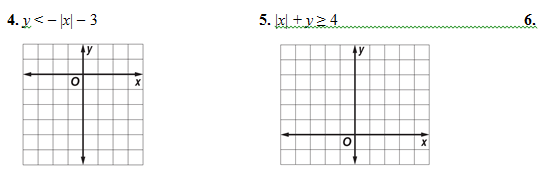 4. y < − |x| − 3
5. |x| + y ≥ 4
6.
y
O
x
y
O
x